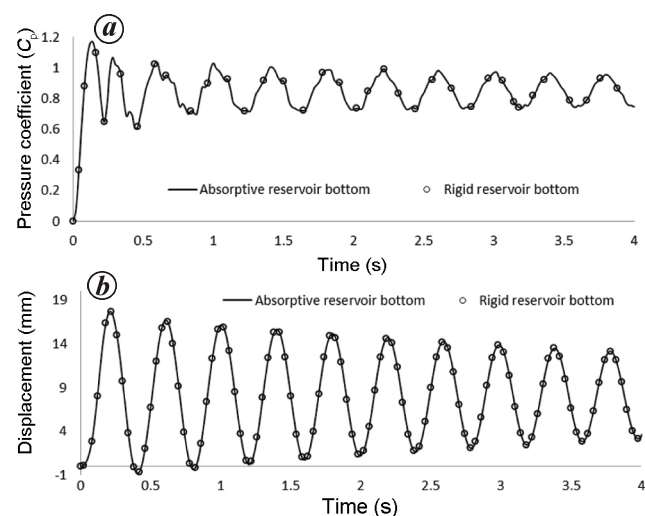 a
Pressure coefficient (Cp)
1.2
1
0.8
0.6
0.4
0.2
0
Absorptive reservoir bottom
Rigid reservoir bottom
0 0.5 1 1.5 2 2.5 3 3.5 4
Time (s)
b
Displacement (mm)
19
14
9
4
-1
Absorptive reservoir bottom
Rigid reservoir bottom
0 0.5 1 1.5 2 2.5 3 3.5 4
Time (s)